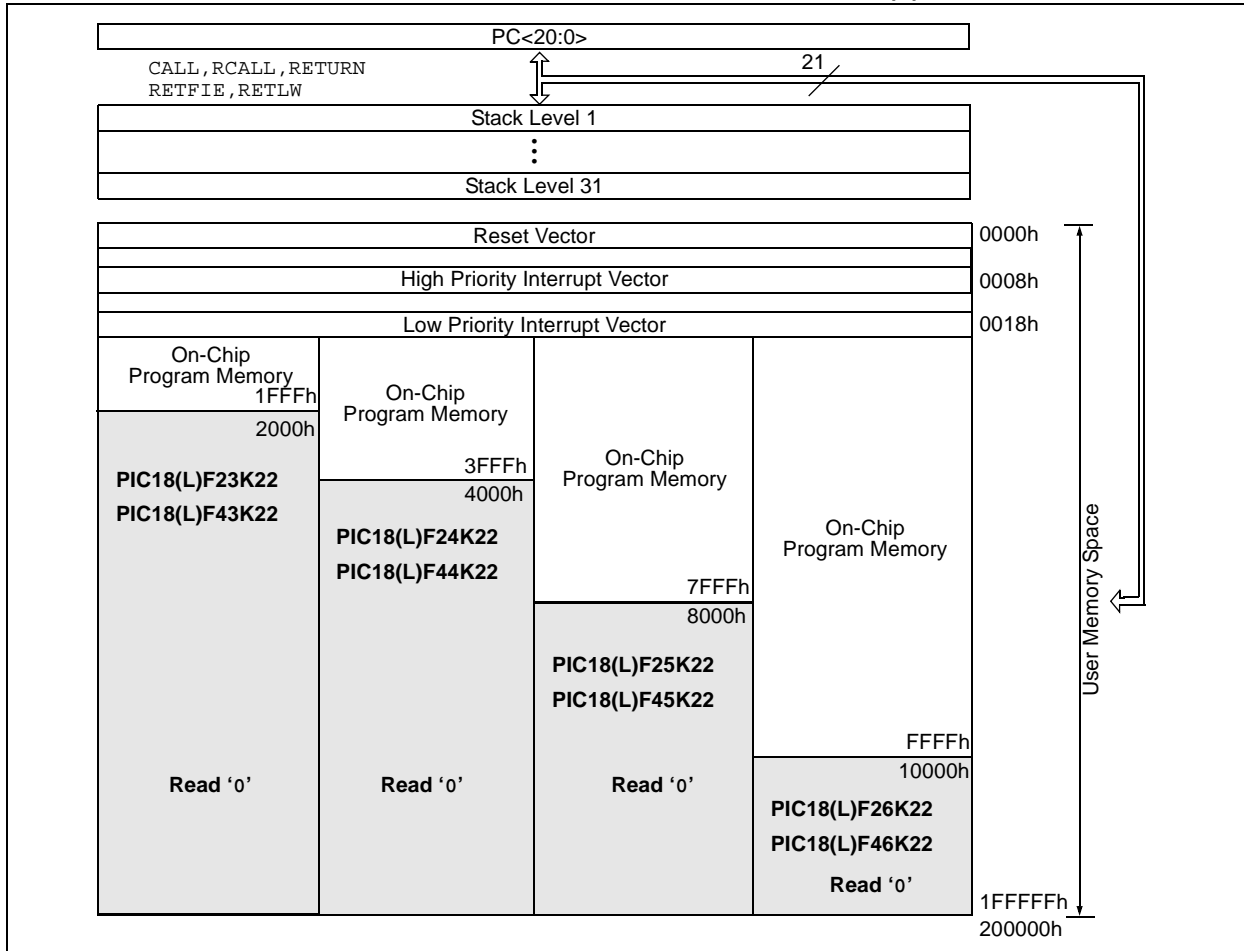 PC<20:0>
CALL,RCALL,RETURN
RETFIE,RETLW
21
Stack Level 1
Stack Level 31
Reset Vector
0000h
High Priority Interrupt Vector
0008h
Low Priority Interrupt Vector
0018h
On-Chip
Program Memory
1FFFh
2000h
PIC18(L)F23K22
PIC18(L)F43K22
Read ‘0’
On-Chip
Program Memory
3FFFh
4000h
PIC18(L)F24K22
PIC18(L)F44K22
Read ‘0’
On-Chip
Program Memory
7FFFh
8000h
PIC18(L)F25K22
PIC18(L)F45K22
Read ‘0’
On-Chip
Program Memory
FFFFh
10000h
PIC18(L)F26K22
PIC18(L)F46K22
Read ‘0’
1FFFFFh
200000h
User Memory Space